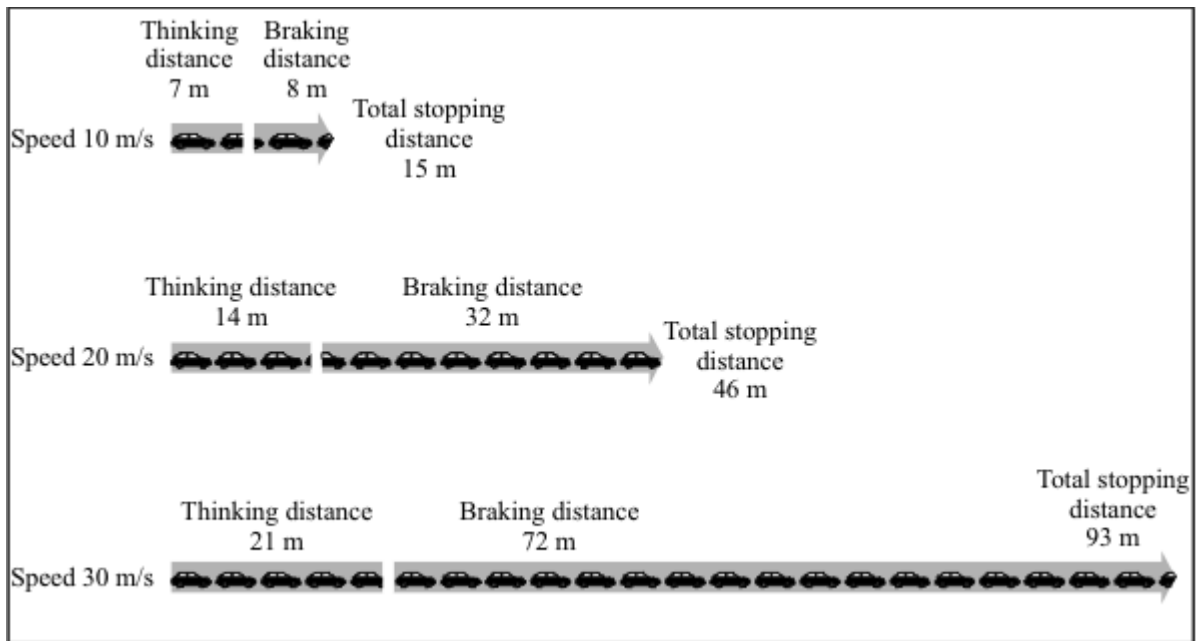 Thinking
distance
7 m
Braking
distance
8 m
Speed 10 m/s
Total stopping
distance
15 m
Thinking distance
14 m
Braking distance
32 m
Speed 20 m/s
Total stopping
distance
46 m
Thinking distance
21 m
Braking distance
72 m
Total stopping
distance
93 m
Speed 30 m/s